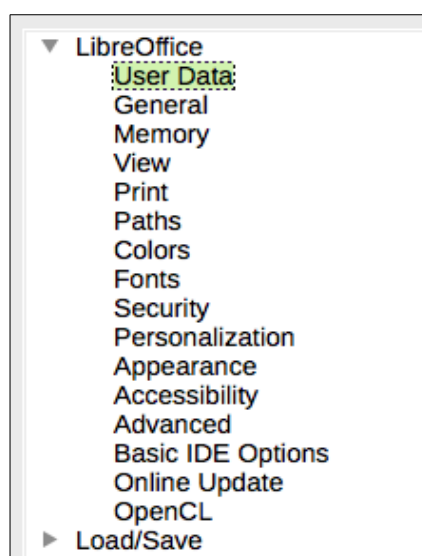 LibreOffice
User Data
General
Memory
View
Print
Paths
Colors
Fonts
Security
Personalization
Appearance
Accessibility
Advanced
Basic IDE Options
Online Update
OpenCL
Load/Save